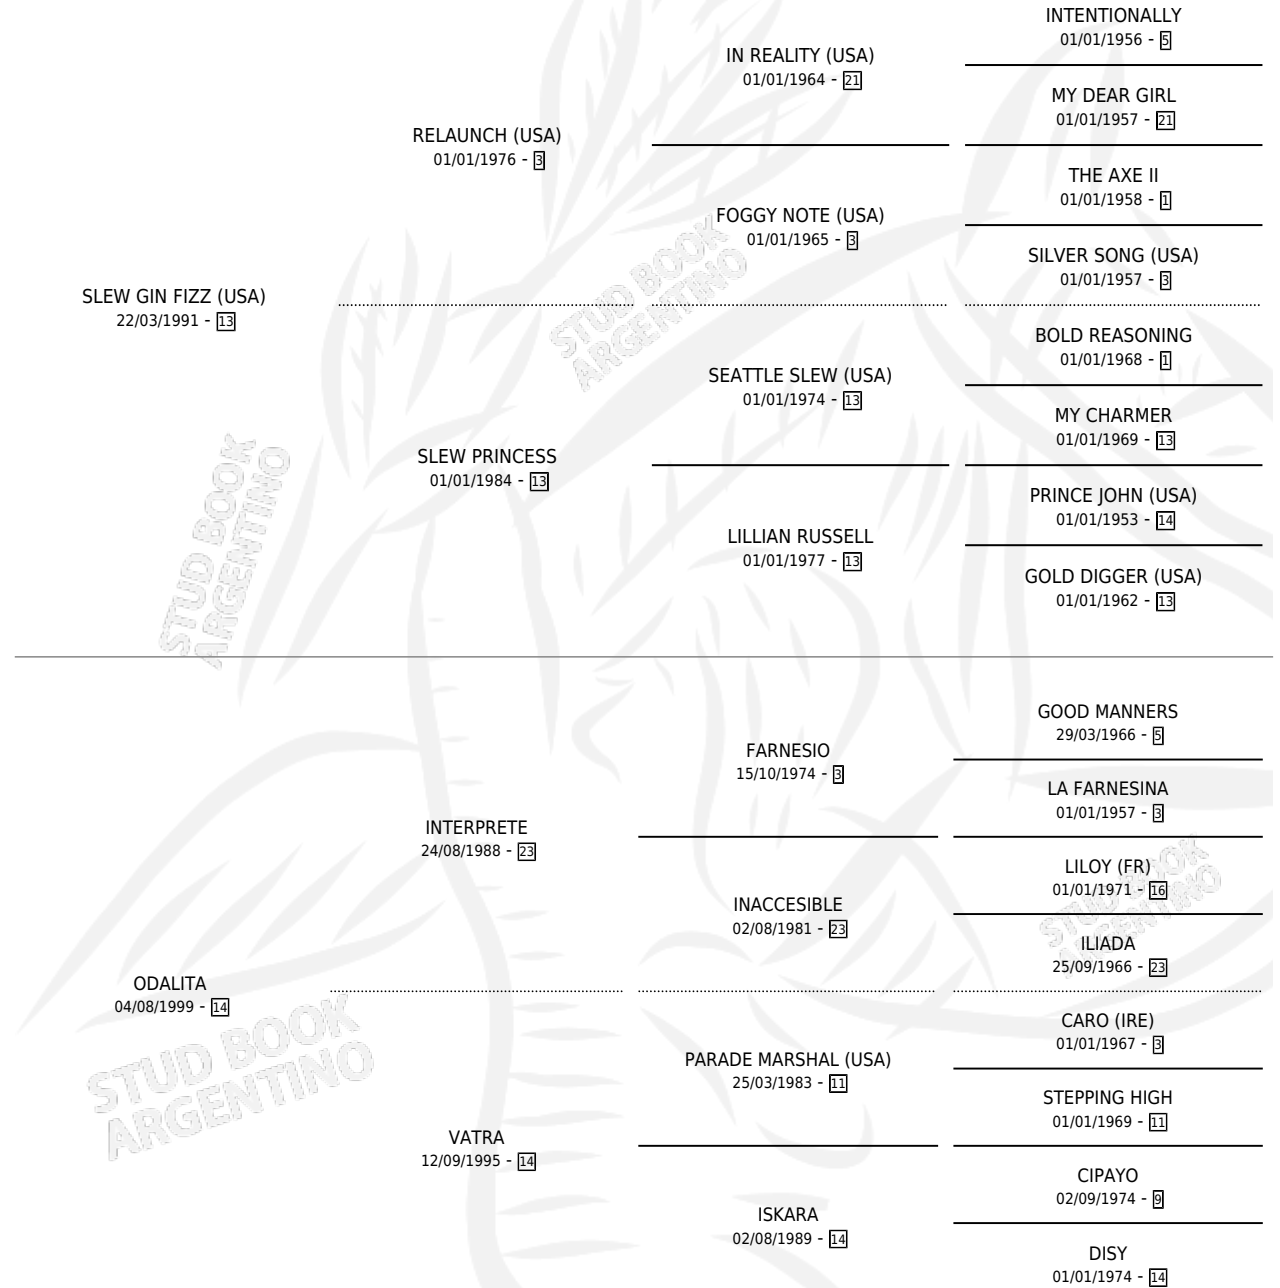 INTENTIONALLY
01/01/1956 - 5
IN REALITY (USA)
01/01/1964 - 21
MY DEAR GIRL
01/01/1957 - 21
RELAUNCH (USA)
01/01/1976 - 3
THE AXE II
01/01/1958 - 1
FOGGY NOTE (USA)
01/01/1965 - 3
SILVER SONG (USA)
01/01/1957 - 3
SLEW GIN FIZZ (USA)
22/03/1991 - 13
STUD BOOK
ARGENTINO
BOLD REASONING
01/01/1968 - 1
SEATTLE SLEW (USA)
01/01/1974 - 13
MY CHARMER
01/01/1969 - 13
SLEW PRINCESS
01/01/1984 - 13
PRINCE JOHN (USA)
01/01/1953 - 14
LILLIAN RUSSELL
01/01/1977 - 13
GOLD DIGGER (USA)
01/01/1962 - 13
STUD BOOK
ARGENTINO
GOOD MANNERS
29/03/1966 - 5
FARNESIO
15/10/1974 - 3
LA FARNESINA
01/01/1957 - 3
INTERPRETE
24/08/1988 - 23
LILOY (FR)
01/01/1971 - 16
INACCESIBLE
02/08/1981 - 23
STUD BOOK
ARGENTINO
ILIADA
25/09/1966 - 23
ODALITA
04/08/1999 - 14
CARO (IRE)
01/01/1967 - 3
STUD BOOK
ARGENTINO
PARADE MARSHAL (USA)
25/03/1983 - 11
STEPPING HIGH
01/01/1969 - 11
VATRA
12/09/1995 - 14
CIPAYO
02/09/1974 - 9
ISKARA
02/08/1989 - 14
DISY
01/01/1974 - 14